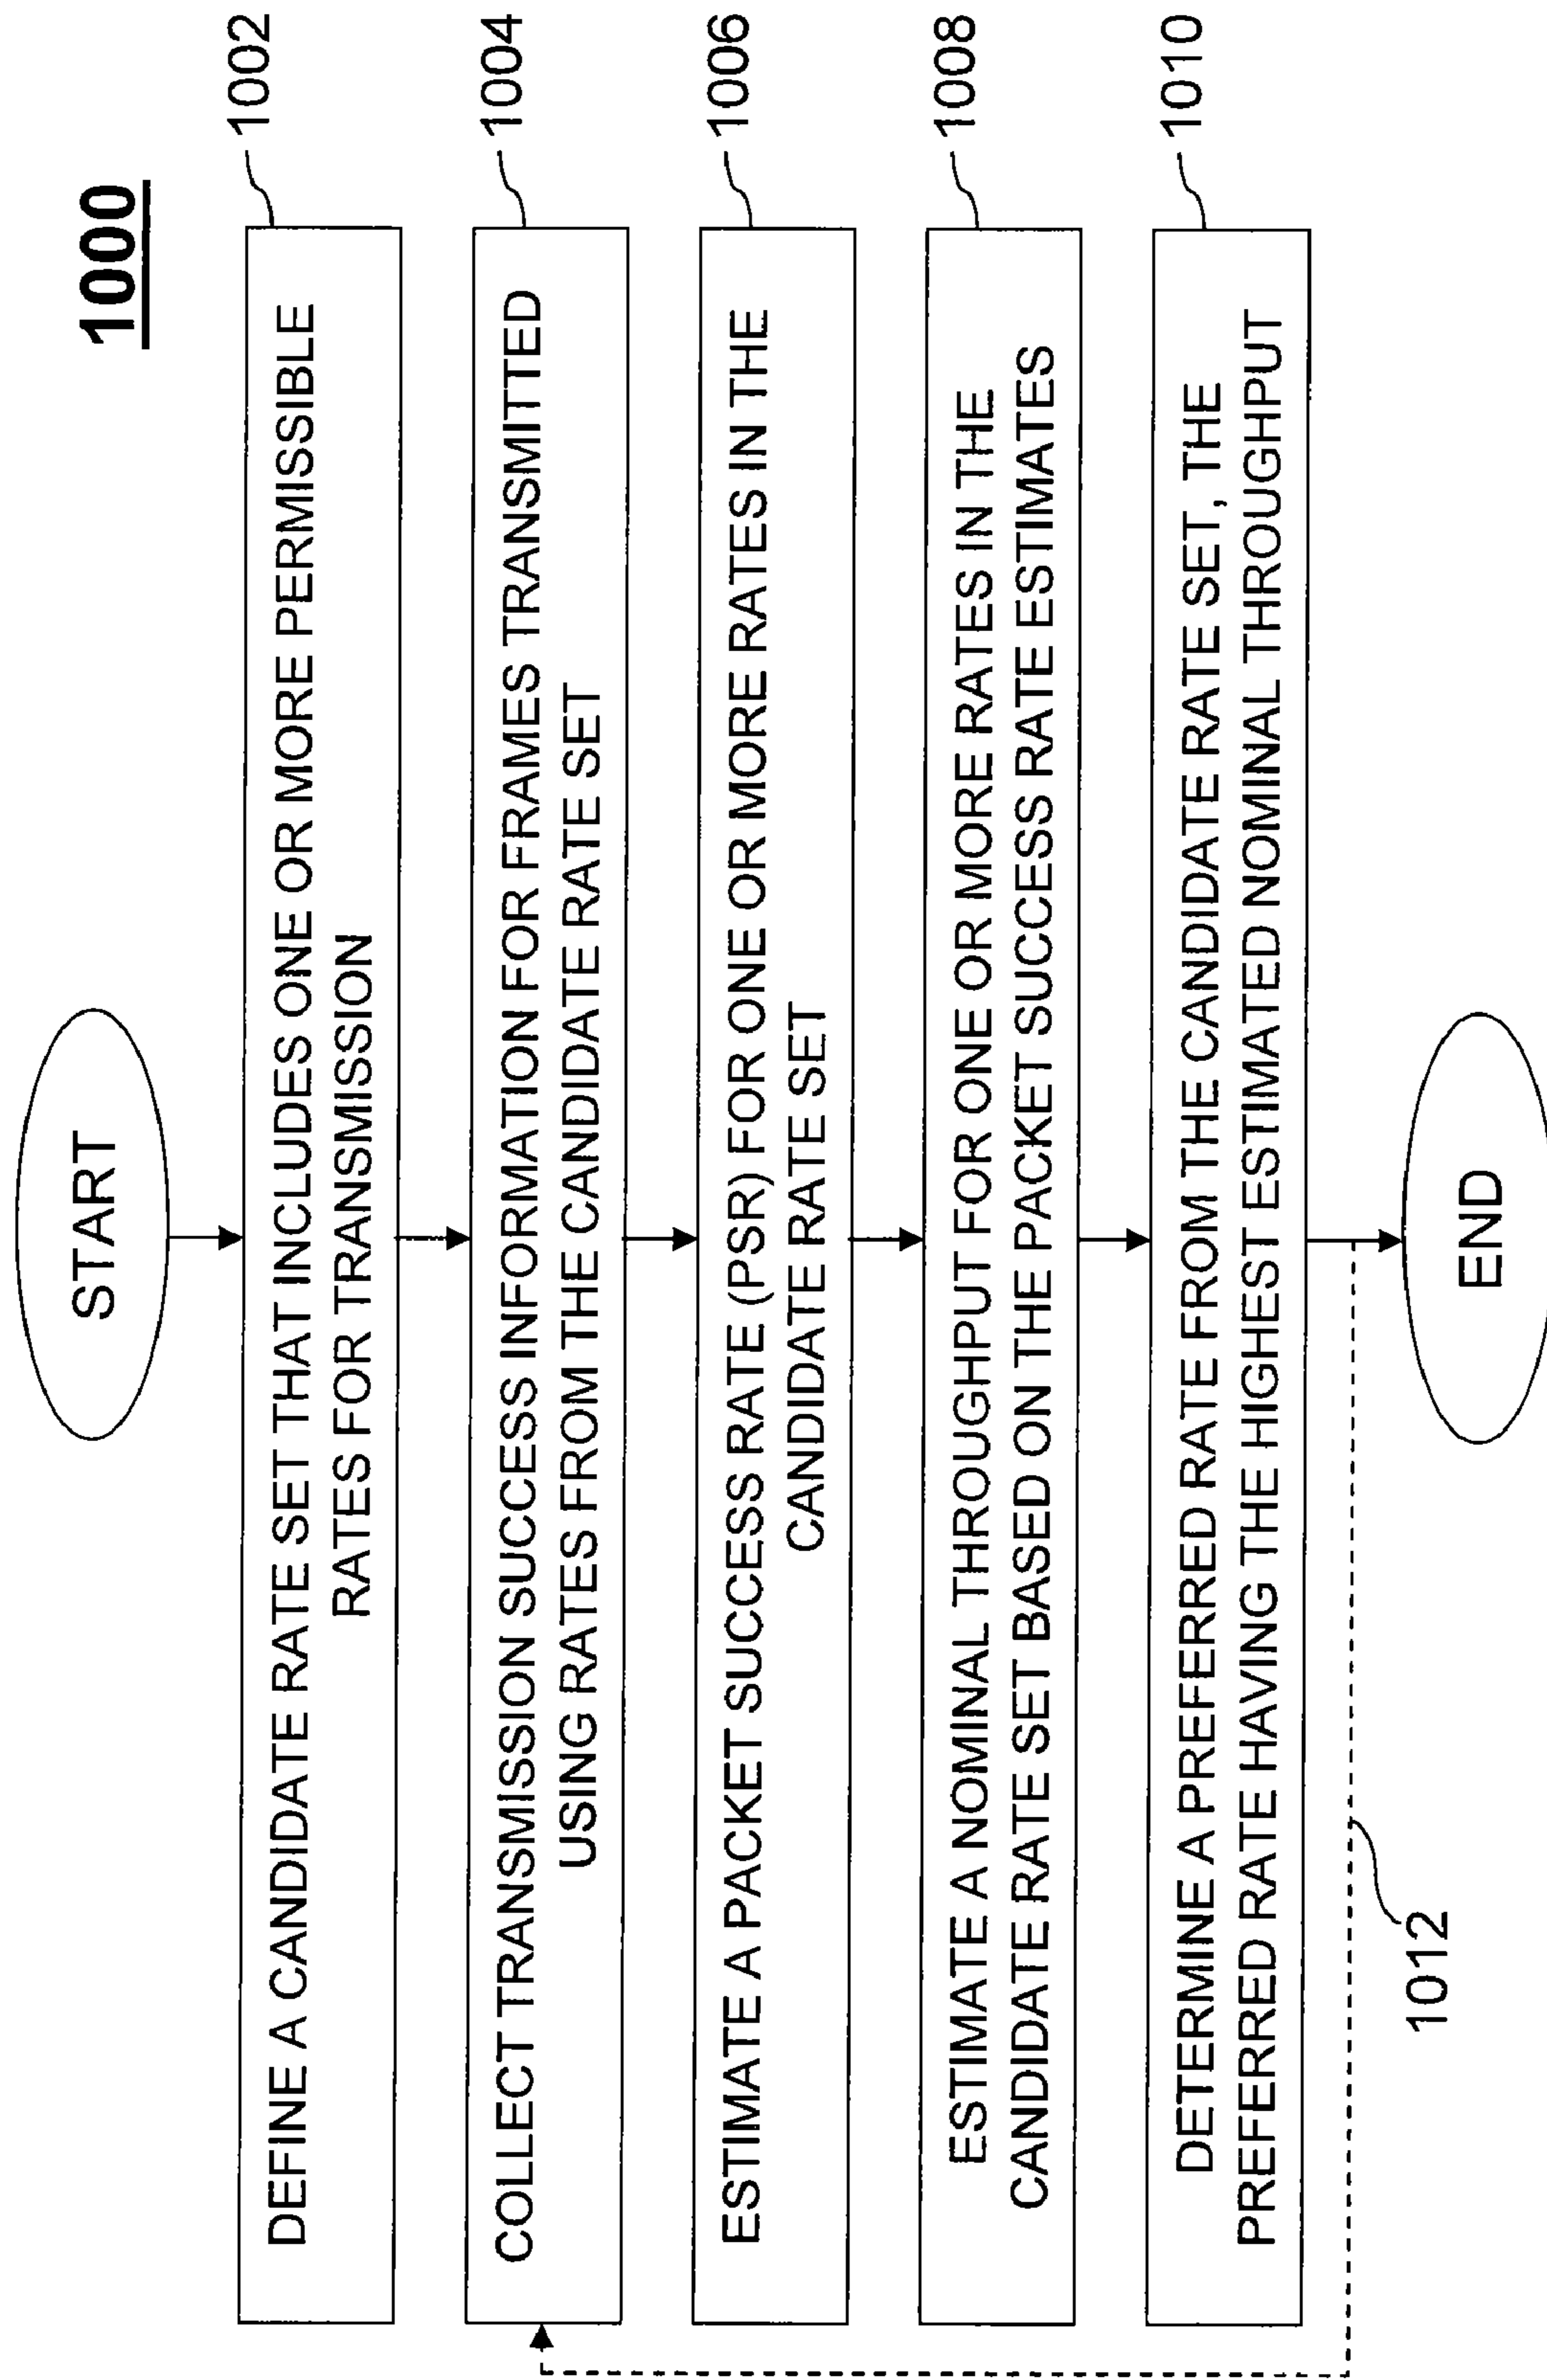 1000
START
DEFINE A CANDIDATE RATE SET THAT INCLUDES ONE OR MORE PERMISSIBLE
RATES FOR TRANSMISSION
1002
COLLECT TRANSMISSION SUCCESS INFORMATION FOR FRAMES TRANSMITTED
USING RATES FROM THE CANDIDATE RATE SET
1004
ESTIMATE A PACKET SUCCESS RATE (PSR) FOR ONE OR MORE RATES IN THE
CANDIDATE RATE SET
1006
ESTIMATE A NOMINAL THROUGHPUT FOR ONE OR MORE RATES IN THE
CANDIDATE RATE SET BASED ON THE PACKET SUCCESS RATE ESTIMATES
1008
DETERMINE A PREFERRED RATE FROM THE CANDIDATE RATE SET, THE
PREFERRED RATE HAVING THE HIGHEST ESTIMATED NOMINAL THROUGHPUT
1010
1012
END